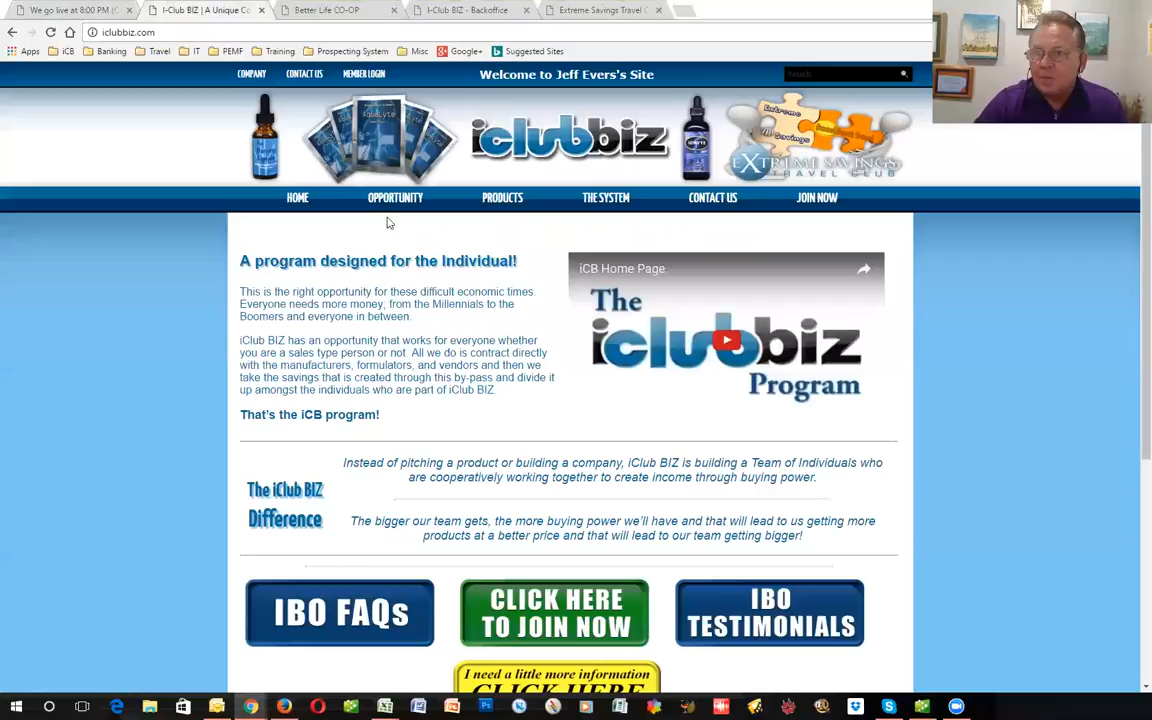 We go live at 8:00 PM (C
I-Club BIZ | A Unique Co
Better Life CO-OP
I-Club BIZ - Backoffice
Extreme Savings Travel C
iclubbiz.com
Apps iCB Banking Travel IT PEMF Training Prospecting System Misc Google+ Suggested Sites
COMPANY CONTACT US MEMBER LOGIN Welcome to Jeff Evers's Site Search
iclubbiz
EXTREME SAVINGS
TRAVEL CLUB
HOME OPPORTUNITY PRODUCTS THE SYSTEM CONTACT US JOIN NOW
A program designed for the Individual!
This is the right opportunity for these difficult economic times.
Everyone needs more money; from the Millennials to the
Boomers and everyone in between.
iClub BIZ has an opportunity that works for everyone whether
you are a sales type person or not. All we do is contract directly
with the manufacturers, formulators, and vendors and then we
take the savings that is created through this by-pass and divide it
up amongst the individuals who are part of iClub BIZ.
That's the iCB program!
iCB Home Page
The
iclubbiz
Program
The iClub BIZ
Difference
Instead of pitching a product or building a company, iClub BIZ is building a Team of Individuals who
are cooperatively working together to create income through buying power.
The bigger our team gets, the more buying power we'll have and that will lead to us getting more
products at a better price and that will lead to our team getting bigger!
IBO FAQs
CLICK HERE
TO JOIN NOW
IBO
TESTIMONIALS
I need a little more information
CLICK HERE